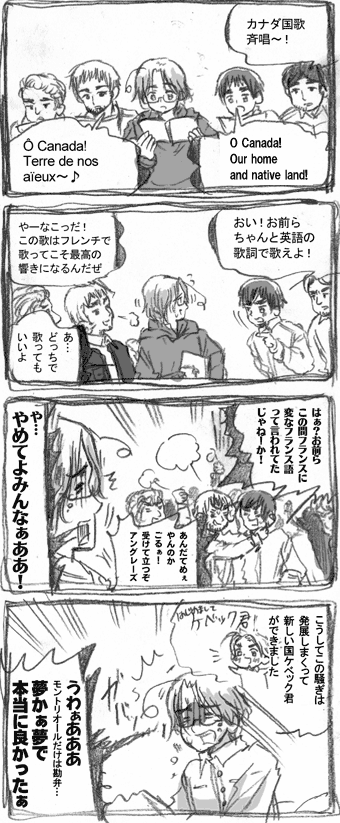 カナダ国歌
斉唱〜！
Ô Canada!
Terre de nos
aïeux〜♪
O Canada!
Our home
and native land!
おい！お前ら
ちゃんと英語の
歌詞で歌えよ！
やーなこっだ！
この歌はフレンチで
歌ってこそ最高の
響きになるんだぜ
あ…
どっちで
歌っても
いいよ
はぁ？お前ら
この間フランスに
変なフランス語
って言われてた
じゃねーか！
あんだてめぇ
やんのか
ごるぁ！
受けて立つぞ
アングレーズ
や…
やめてよみんなぁああ！
こうしてこの騒ぎは
発展しまくって
新しい国ケベック君
ができました
はじめまして
ケベック君
うわぁあああ
モントリオールだけは勘弁…
夢かぁ夢で
本当に良かったぁ